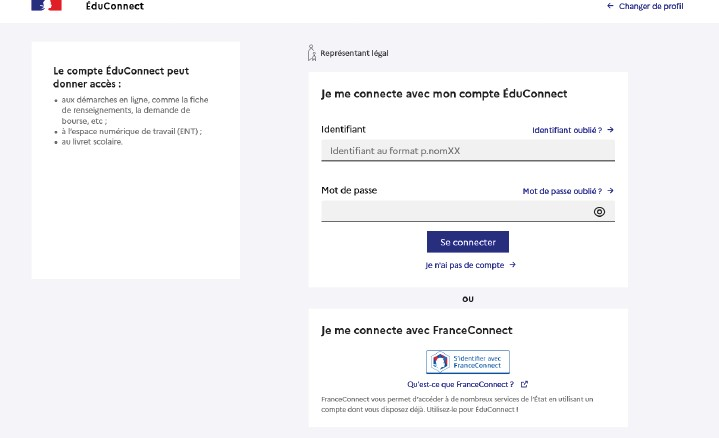 ÉduConnect
← Changer de profil
Le compte ÉduConnect peut
donner accès :
• aux démarches en ligne, comme la fiche
de renseignements, la demande de
bourse, etc ;
• à l'espace numérique de travail (ENT) ;
• au livret scolaire.
Représentant légal
Je me connecte avec mon compte ÉduConnect
Identifiant
Identifiant oublié ? →
Identifiant au format p.nomXX
Mot de passe
Mot de passe oublié ? →
Se connecter
Je n'ai pas de compte →
ou
Je me connecte avec FranceConnect
S'identifier avec
FranceConnect
Qu'est-ce que FranceConnect ?
FranceConnect vous permet d'accéder à de nombreux services de l'État en utilisant un
compte dont vous disposez déjà. Utilisez-le pour ÉduConnect !